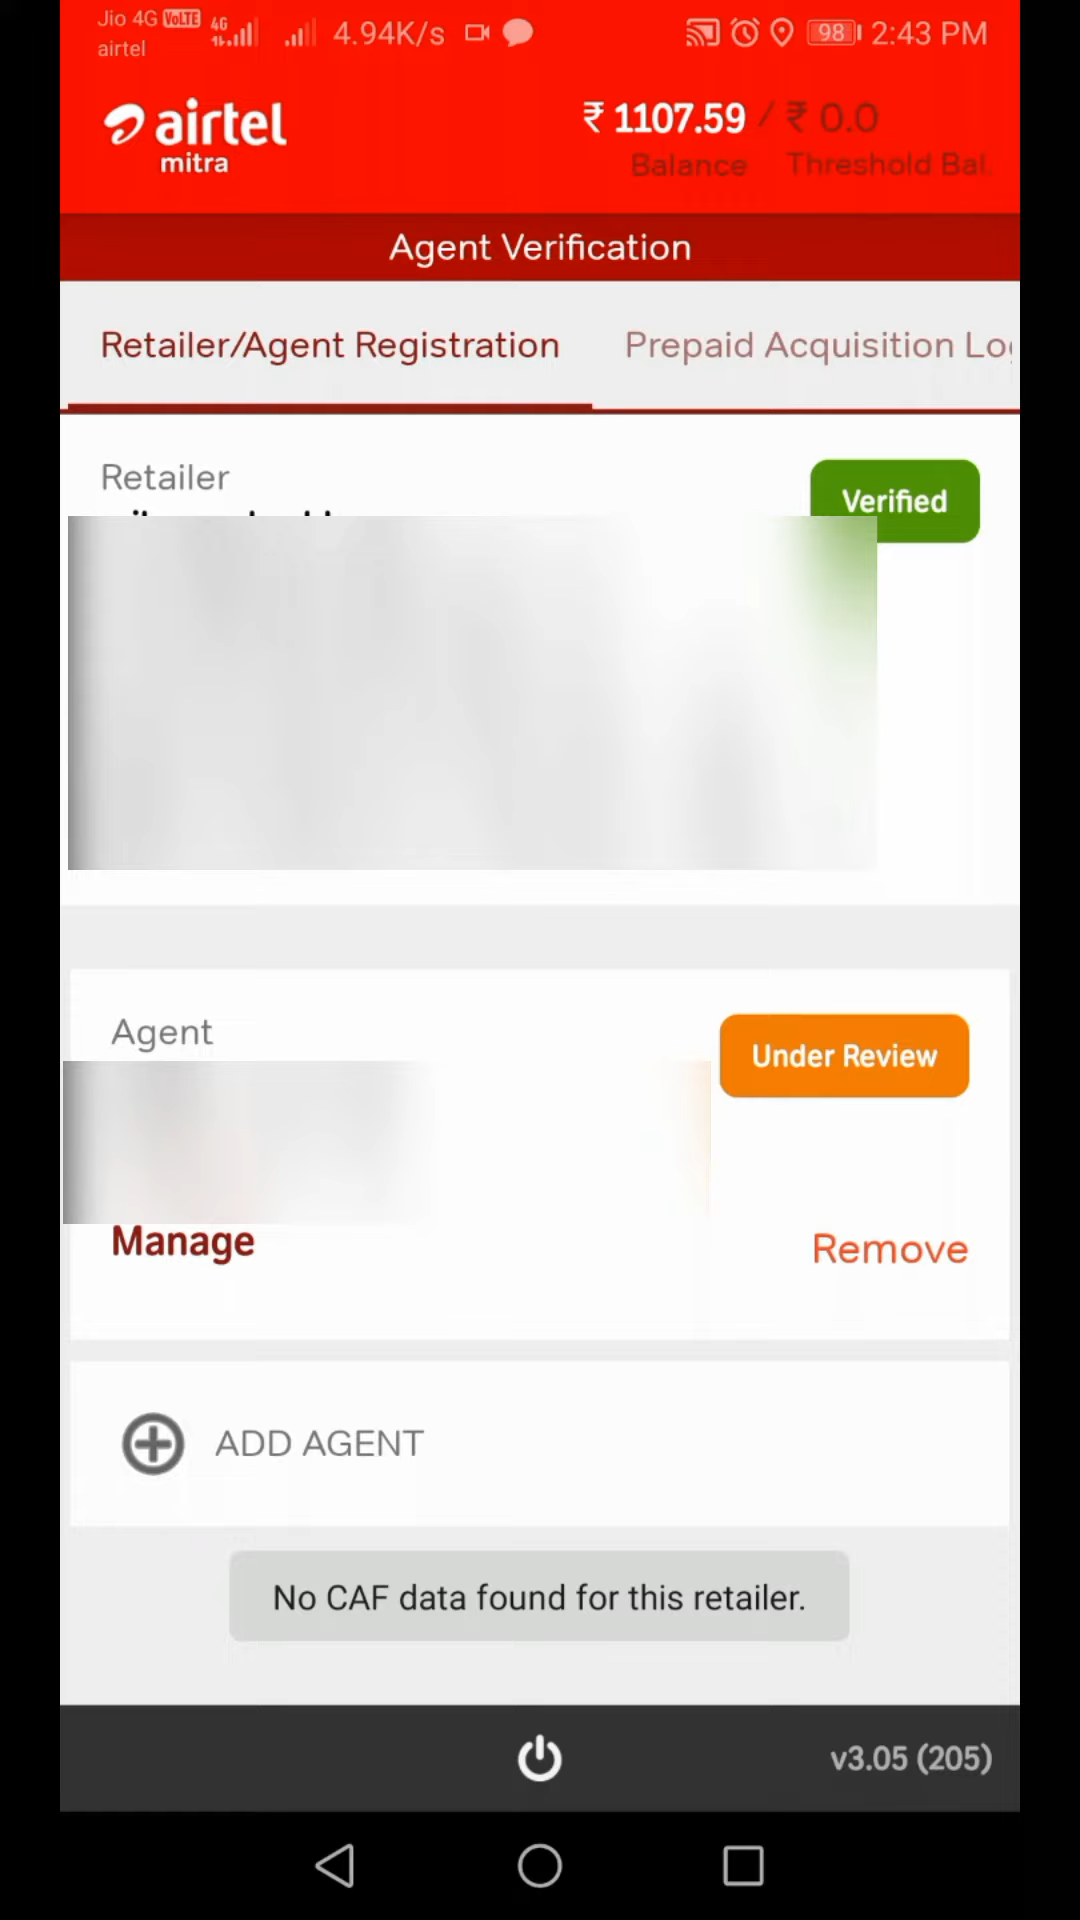 Jio 4G VoLTE 4G 4.94K/s 98 2:43 PM
airtel
airtel ₹ 1107.59 / ₹ 0.0
mitra Balance Threshold Bal.
Agent Verification
Retailer/Agent Registration Prepaid Acquisition Lo
Retailer
Verified
Agent
Under Review
Manage Remove
ADD AGENT
No CAF data found for this retailer.
v3.05 (205)